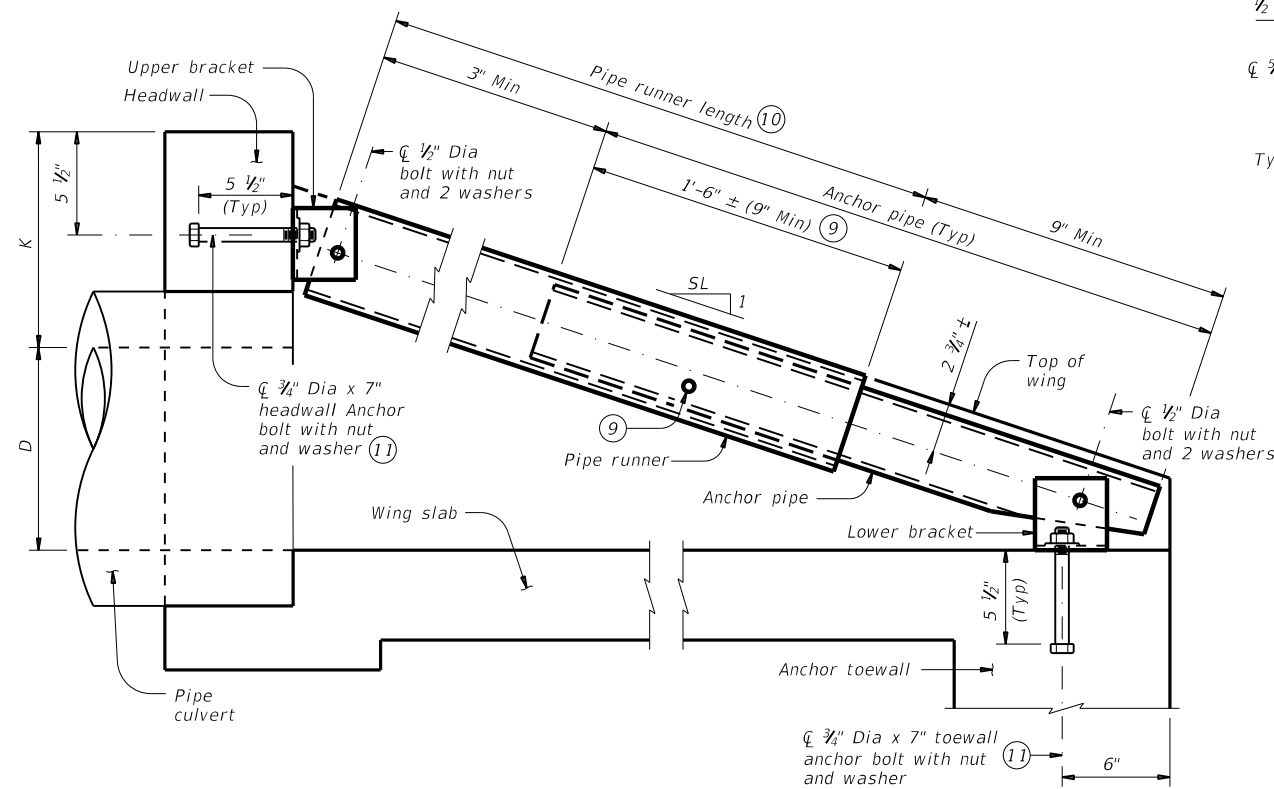 Upper bracket
Headwall
5 ½"
5 ½"
(Typ)
K
D
3" Min
Pipe runner length 10
℄ ½" Dia
bolt with nut
and 2 washers
1'-6" ± (9" Min) 9
Anchor pipe (Typ)
9" Min
SL
1
2 ¾" ±
Top of
wing
℄ ½" Dia
bolt with nut
and 2 washers
℄ ¾" Dia x 7"
headwall Anchor
bolt with nut
and washer 11
9
Pipe runner
Anchor pipe
Wing slab
Lower bracket
5 ½"
(Typ)
Anchor toewall
Pipe
culvert
℄ ¾" Dia x 7" toewall
anchor bolt with nut
and washer 11
6"
½
℄
Ty